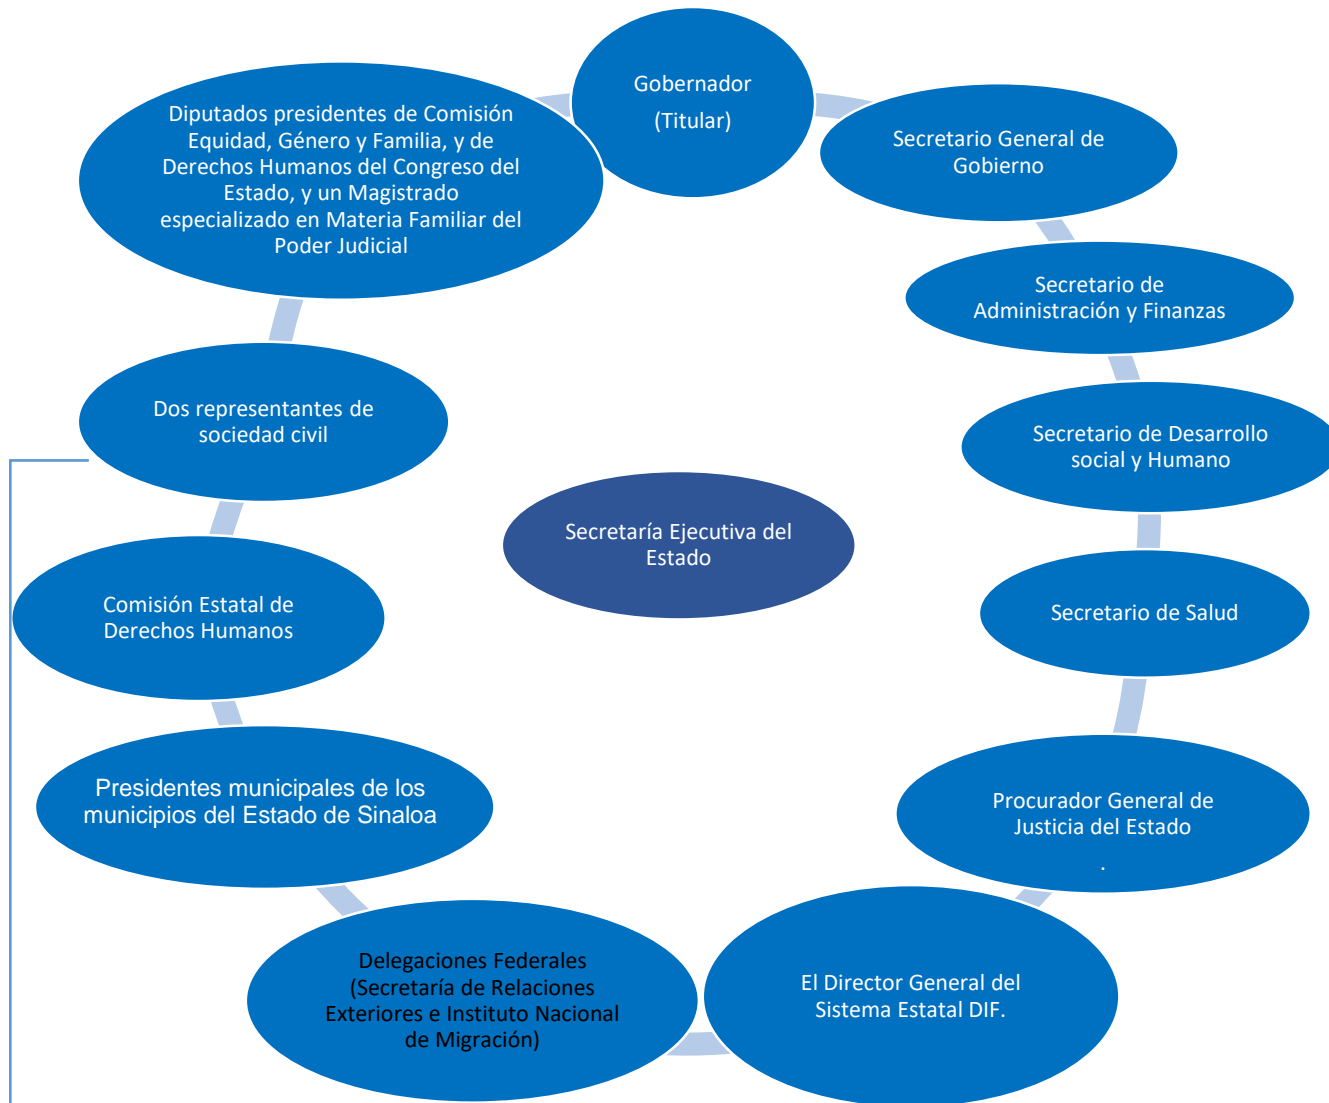 Gobernador
(Titular)
Secretario General de
Gobierno
Secretario de
Administración y Finanzas
Secretario de Desarrollo
social y Humano
Secretario de Salud
Procurador General de
Justicia del Estado
.
El Director General del
Sistema Estatal DIF.
Delegaciones Federales
(Secretaría de Relaciones
Exteriores e Instituto Nacional
de Migración)
Presidentes municipales de los
municipios del Estado de Sinaloa
Comisión Estatal de
Derechos Humanos
Dos representantes de
sociedad civil
Diputados presidentes de Comisión
Equidad, Género y Familia, y de
Derechos Humanos del Congreso del
Estado, y un Magistrado
especializado en Materia Familiar del
Poder Judicial
Secretaría Ejecutiva del
Estado